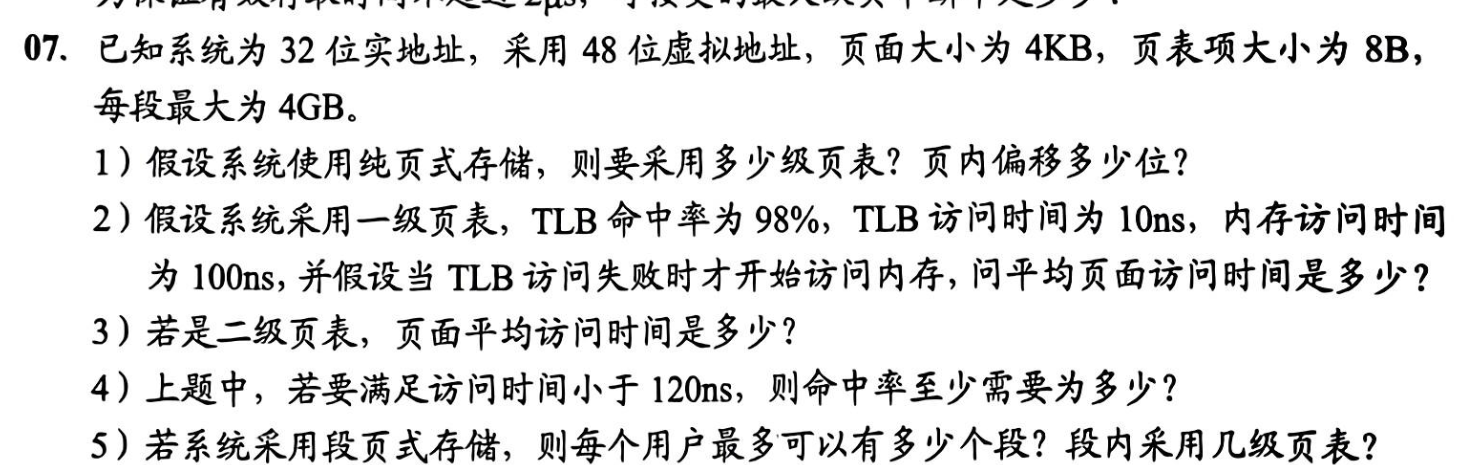 07. 已知系统为 32 位实地址，采用 48 位虚拟地址，页面大小为 4KB，页表项大小为 8B，
每段最大为 4GB。
1）假设系统使用纯页式存储，则要采用多少级页表？页内偏移多少位？
2）假设系统采用一级页表，TLB 命中率为 98%，TLB 访问时间为 10ns，内存访问时间
为 100ns，并假设当 TLB 访问失败时才开始访问内存，问平均页面访问时间是多少？
3）若是二级页表，页面平均访问时间是多少？
4）上题中，若要满足访问时间小于 120ns，则命中率至少需要为多少？
5）若系统采用段页式存储，则每个用户最多可以有多少个段？段内采用几级页表？